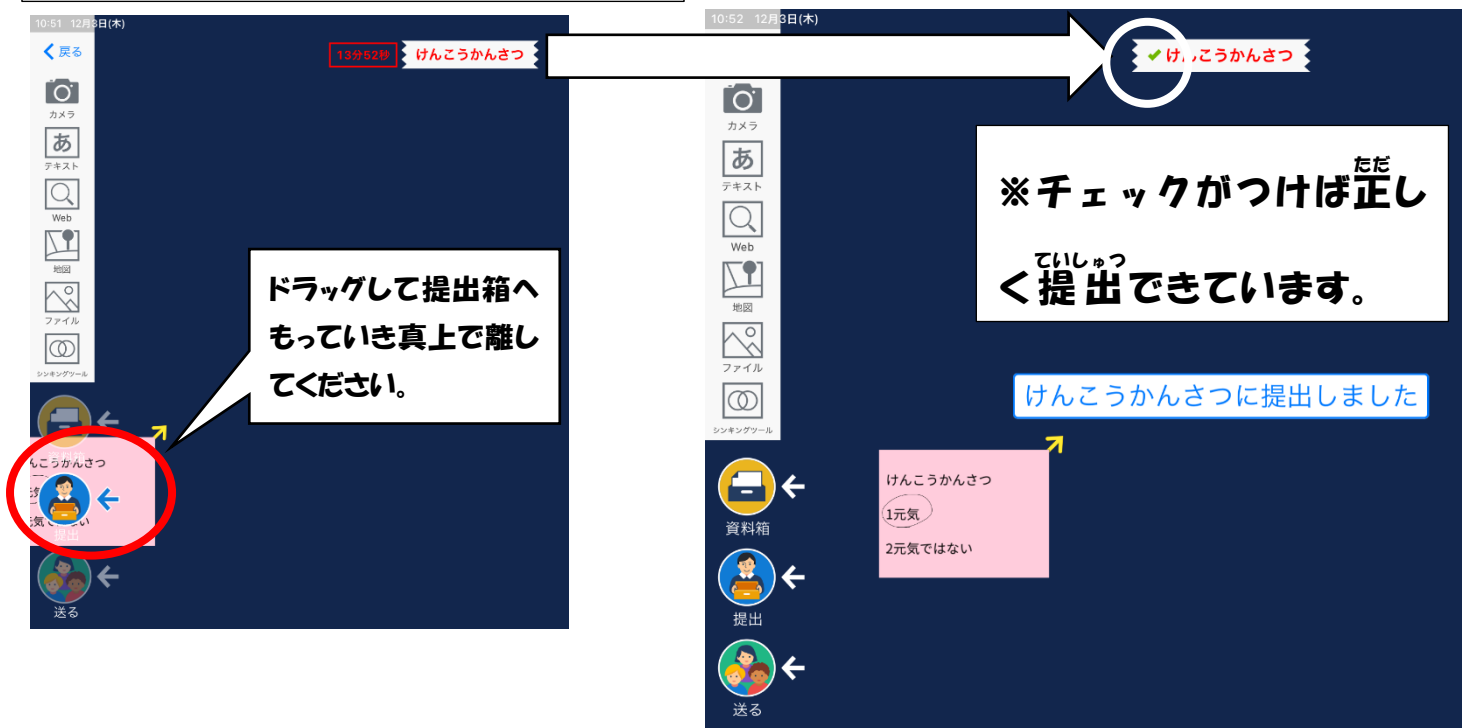 10:51 12月3日(木)
戻る
13分52秒
けんこうかんさつ
カメラ
あ
テキスト
Web
地図
ファイル
シンキングツール
ドラッグして提出箱へ
もっていき真上で離し
てください。
資料箱
んこうかんさつ
提出
送る
10:52 12月3日(木)
けんこうかんさつ
カメラ
あ
テキスト
Web
地図
ファイル
シンキングツール
ただ
※チェックがつけば正し
ていしゅつ
く提出できています。
けんこうかんさつに提出しました
けんこうかんさつ
1元気
2元気ではない
資料箱
提出
送る